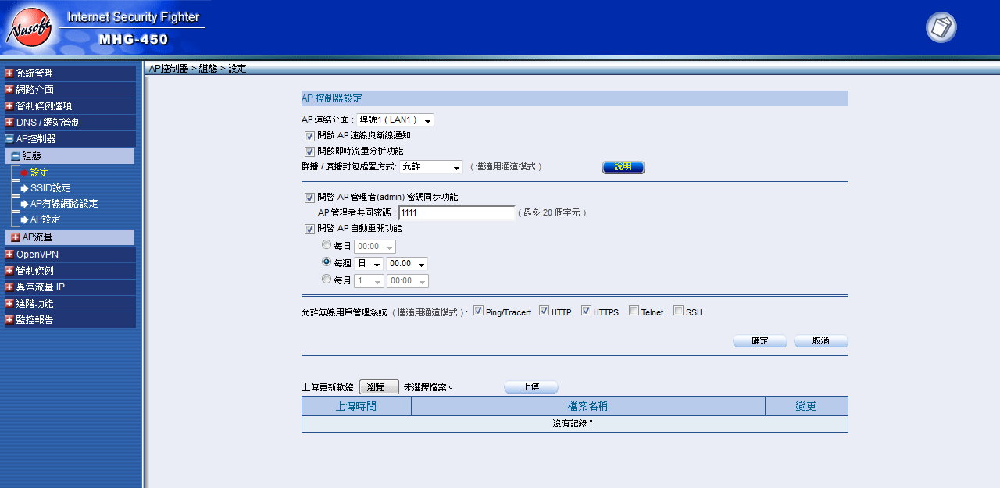 Nusoft
Internet Security Fighter
MHG-450
系統管理
網路介面
管制條例選項
DNS / 網站管制
AP控制器
組態
設定
SSID設定
AP有線網路設定
AP設定
AP流量
OpenVPN
管制條例
異常流量 IP
進階功能
監控報告
AP控制器 > 組態 > 設定
AP 控制器設定
AP 連結介面 : 埠號1 ( LAN1 )
開啟 AP 連線與斷線通知
開啟即時流量分析功能
群播 / 廣播封包處置方式: 允許 ( 僅適用通道模式 ) 說明
開啓 AP 管理者(admin) 密碼同步功能
AP 管理者共同密碼 : 1111 ( 最多 20 個字元 )
開啓 AP 自動重開功能
每日 00:00
每週 日 00:00
每月 1 00:00
允許無線用戶管理系統 ( 僅適用通道模式 ) : Ping/Tracert HTTP HTTPS Telnet SSH
確定 取消
上傳更新軟體 : 瀏覽... 未選擇檔案。 上傳
上傳時間 檔案名稱 變更
沒有記錄！